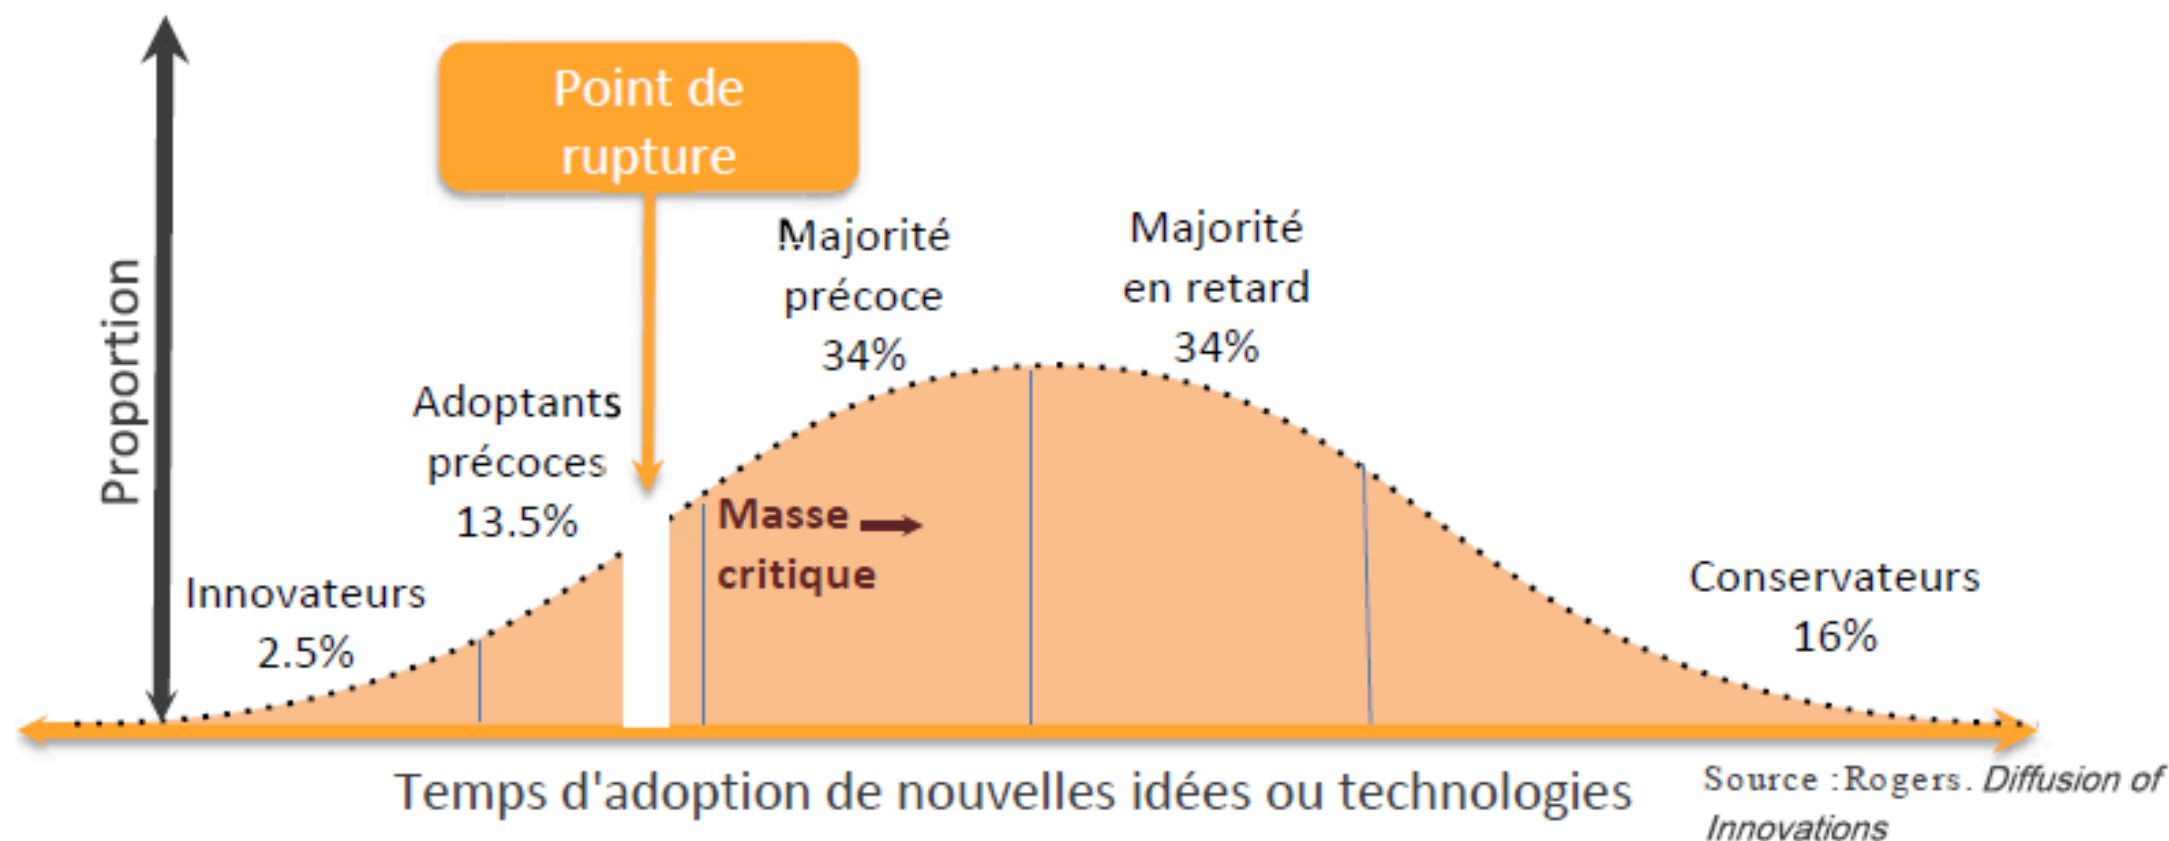 Point de
rupture
Proportion
Innovateurs
2.5%
Adoptants
précoces
13.5%
Majorité
précoce
34%
Majorité
en retard
34%
Masse
critique
Conservateurs
16%
Temps d'adoption de nouvelles idées ou technologies
Source :Rogers. Diffusion of
Innovations